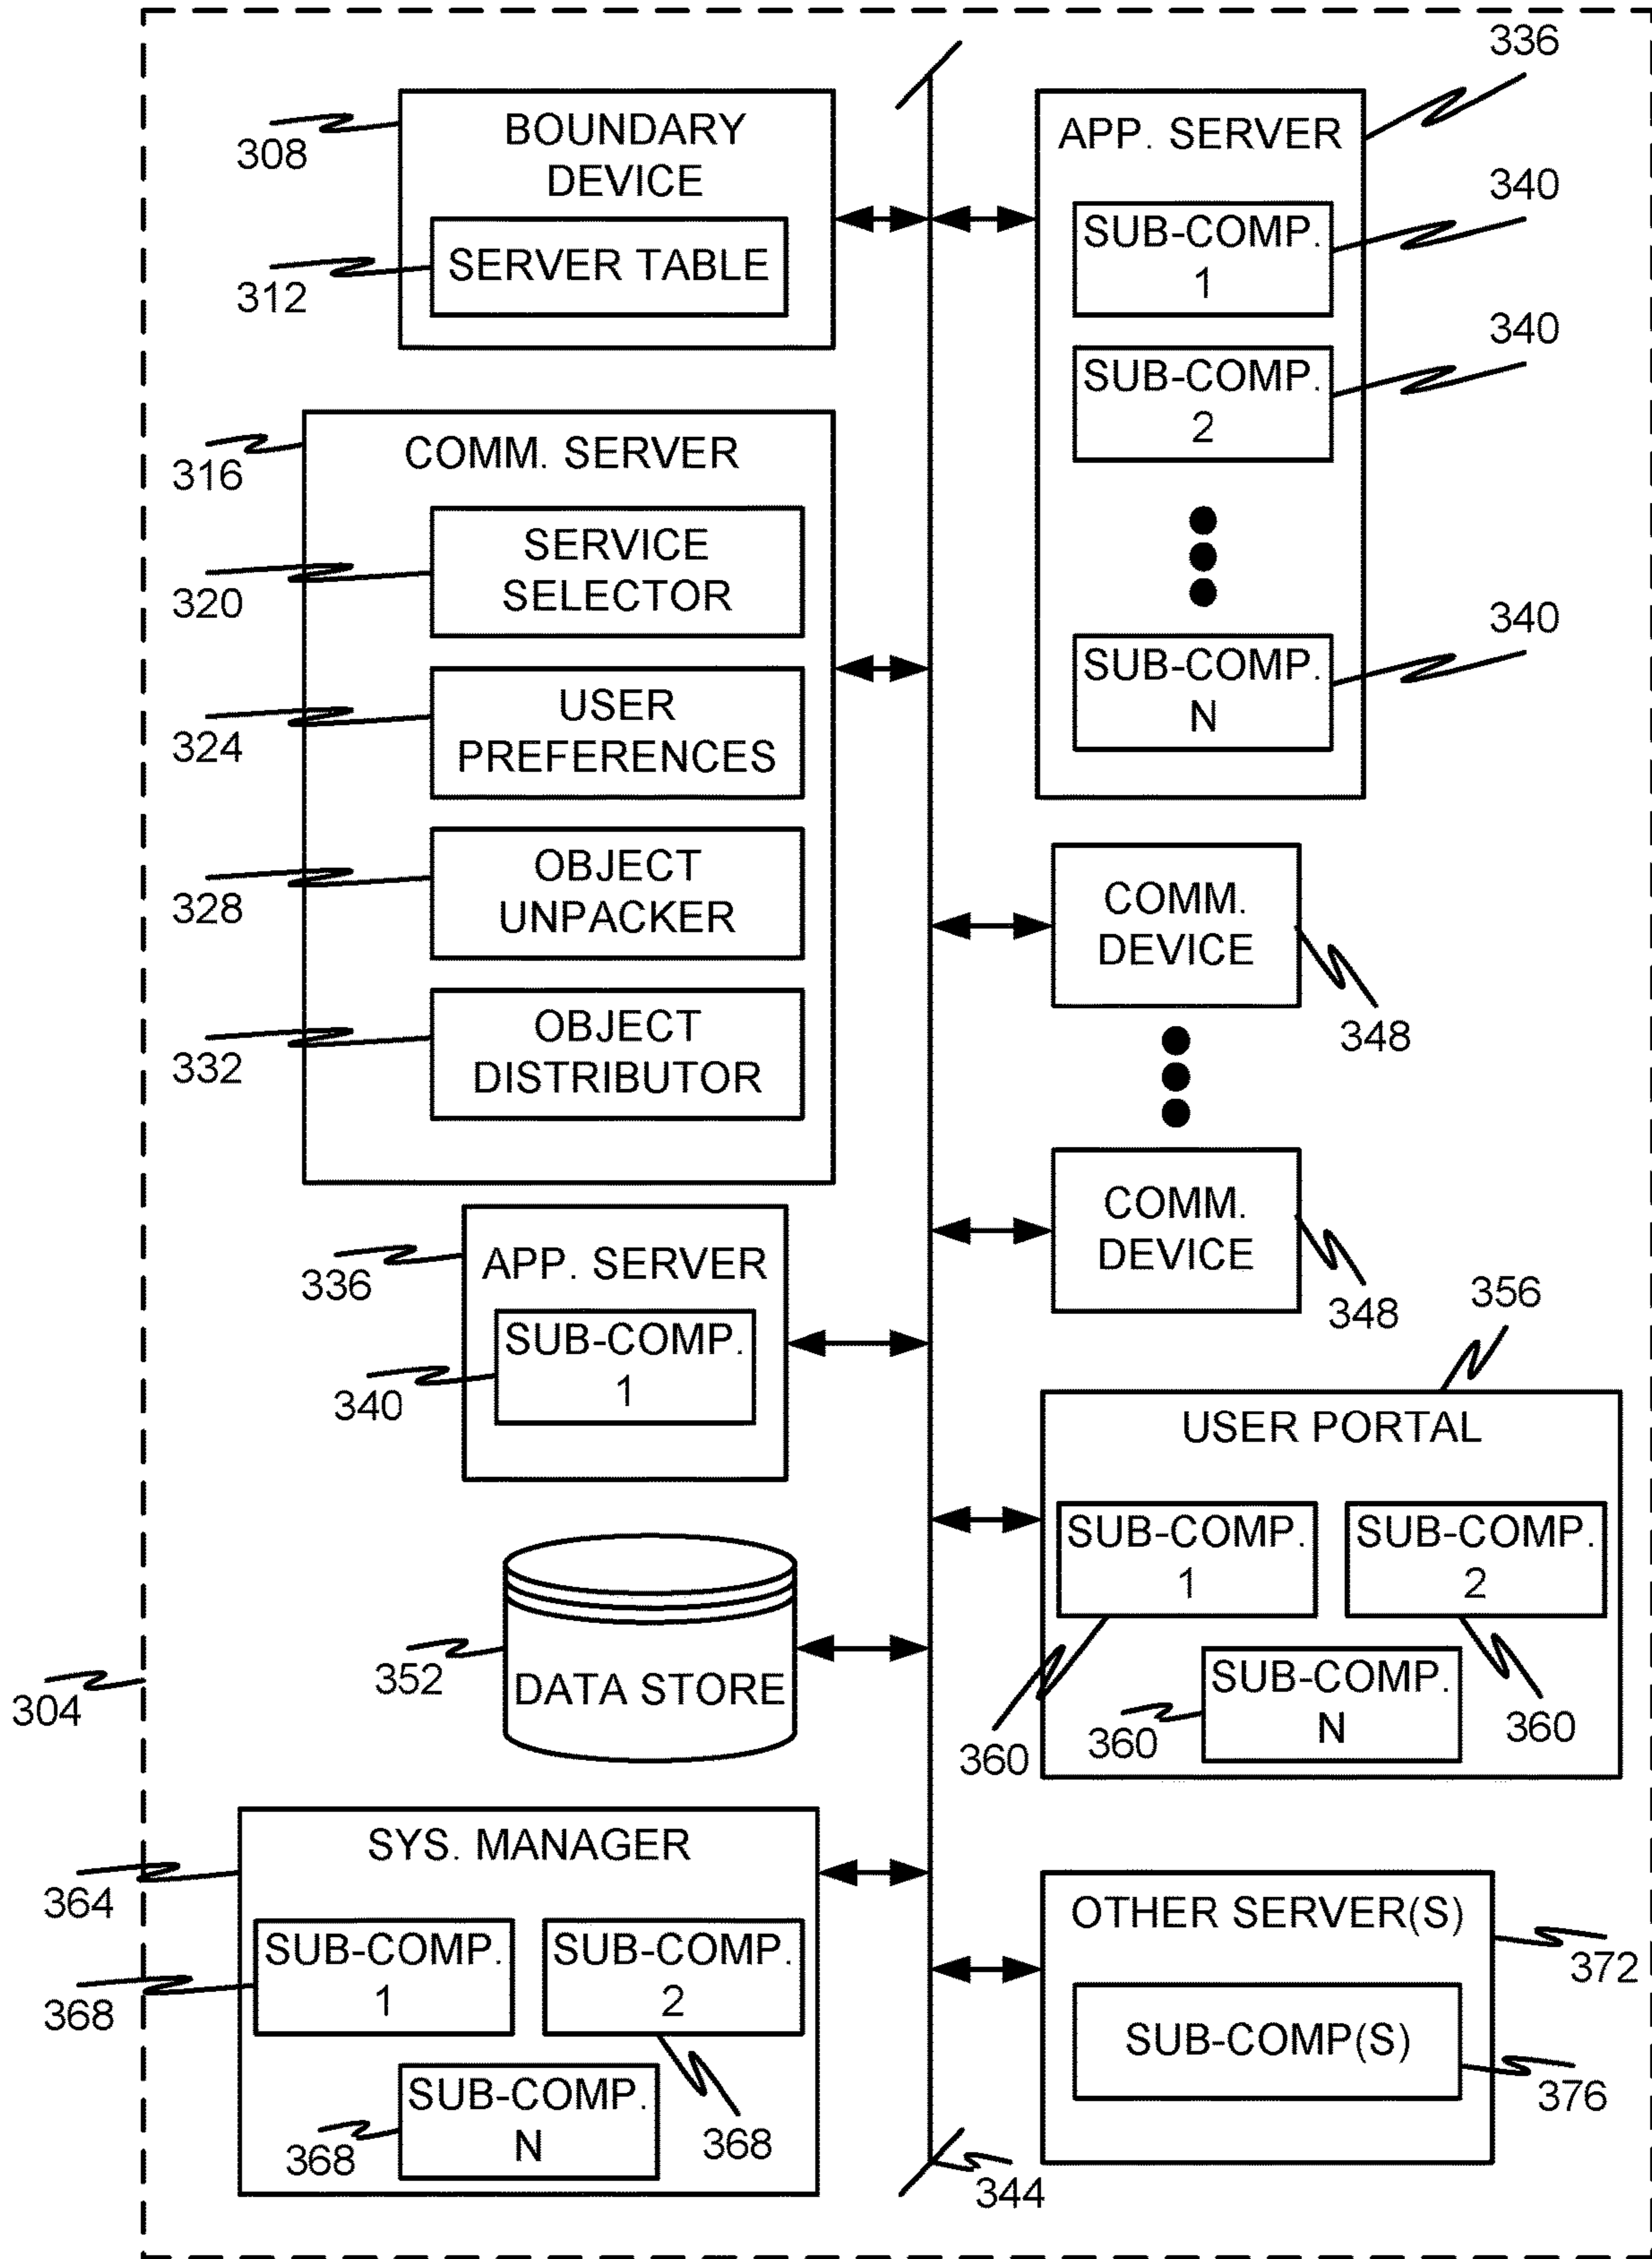 336
BOUNDARY
DEVICE
308
SERVER TABLE
312
APP. SERVER
SUB-COMP.
1
340
SUB-COMP.
2
340
SUB-COMP.
N
340
COMM. SERVER
316
SERVICE
SELECTOR
320
USER
PREFERENCES
324
OBJECT
UNPACKER
328
OBJECT
DISTRIBUTOR
332
COMM.
DEVICE
348
COMM.
DEVICE
348
APP. SERVER
336
SUB-COMP.
1
340
356
USER PORTAL
SUB-COMP.
1
360
SUB-COMP.
2
360
SUB-COMP.
N
360
DATA STORE
352
304
SYS. MANAGER
364
SUB-COMP.
1
368
SUB-COMP.
2
368
SUB-COMP.
N
368
OTHER SERVER(S)
372
SUB-COMP(S)
376
344